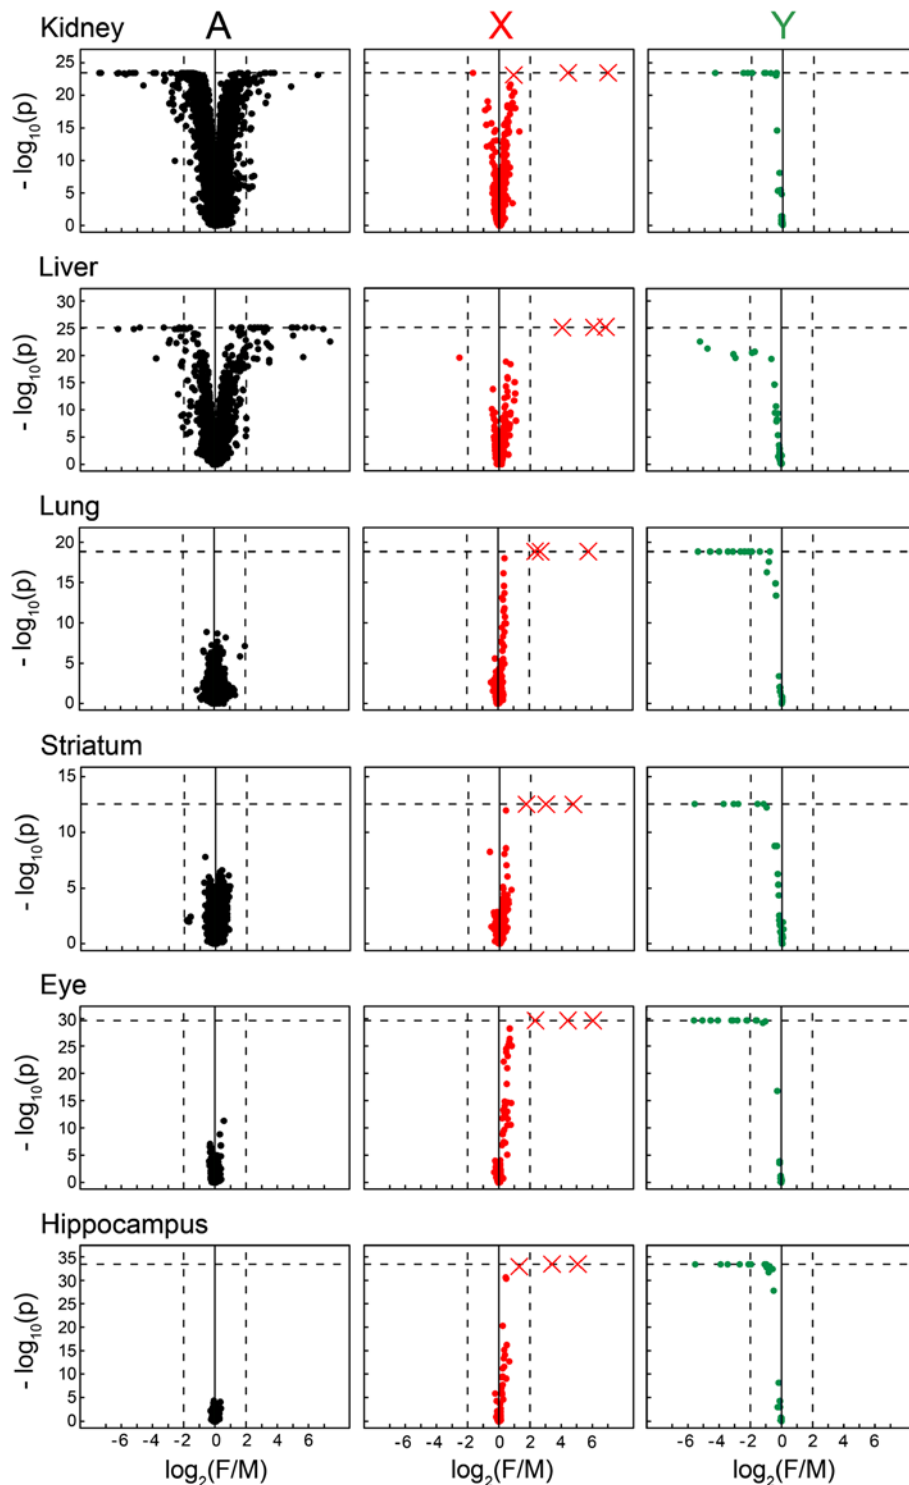 Kidney A X Y
25
20
15
10
5
0
- log10(p)
Liver
30
25
20
15
10
5
0
- log10(p)
Lung
20
15
10
5
0
- log10(p)
Striatum
15
10
5
0
- log10(p)
Eye
30
25
20
15
10
5
0
- log10(p)
Hippocampus
35
30
25
20
15
10
5
0
- log10(p)
-6 -4 -2 0 2 4 6 -6 -4 -2 0 2 4 6 -6 -4 -2 0 2 4 6
log2(F/M) log2(F/M) log2(F/M)